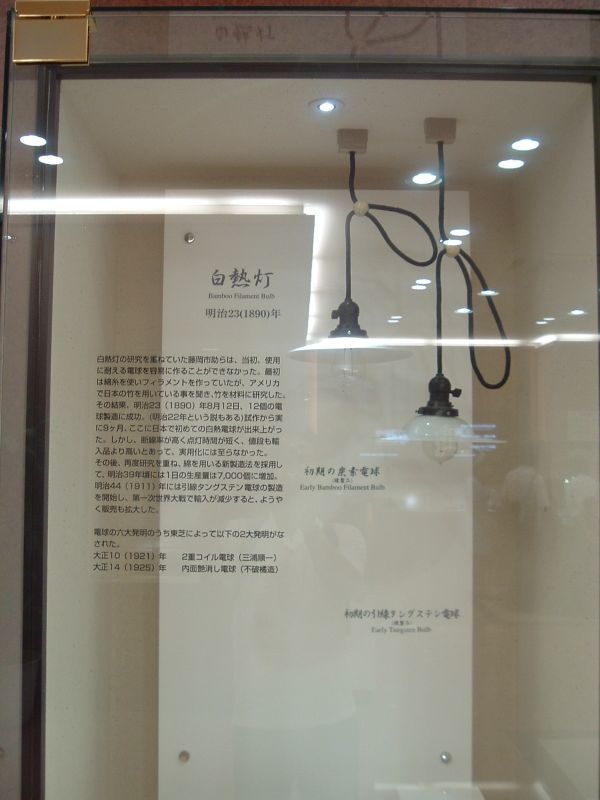 白熱灯
Bamboo Filament Bulb
明治23(1890)年
白熱灯の研究を重ねていた藤岡市助らは、当初、使用
に耐える電球を容易に作ることができなかった。最初
は綿糸を使いフィラメントを作っていたが、アメリカ
で日本の竹を用いている事を聞き、竹を材料に研究した。
その結果、明治23（1890）年8月12日、12個の電
球製造に成功。(明治22年という説もある）試作から実
に9ヶ月、ここに日本で初めての白熱電球が出来上がっ
た。しかし、断線率が高く点灯時間が短く、値段も輸
入品より高いとあって、実用化には至らなかった。
その後、再度研究を重ね、綿を用いる新製造法を採用し
て、明治39年頃には1日の生産量は7,000個に増加。
明治44（1911）年には引線タングステン電球の製造
を開始し、第一次世界大戦で輸入が減少すると、ようや
く販売も拡大した。
電球の六大発明のうち東芝によって以下の2大発明がな
された。
大正10（1921）年　2重コイル電球（三浦順一）
大正14（1925）年　内面艶消し電球（不破橘造）
初期の炭素電球
（複製品）
Early Bamboo Filament Bulb
初期の引線タングステン電球
（複製品）
Early Tungsten Bulb